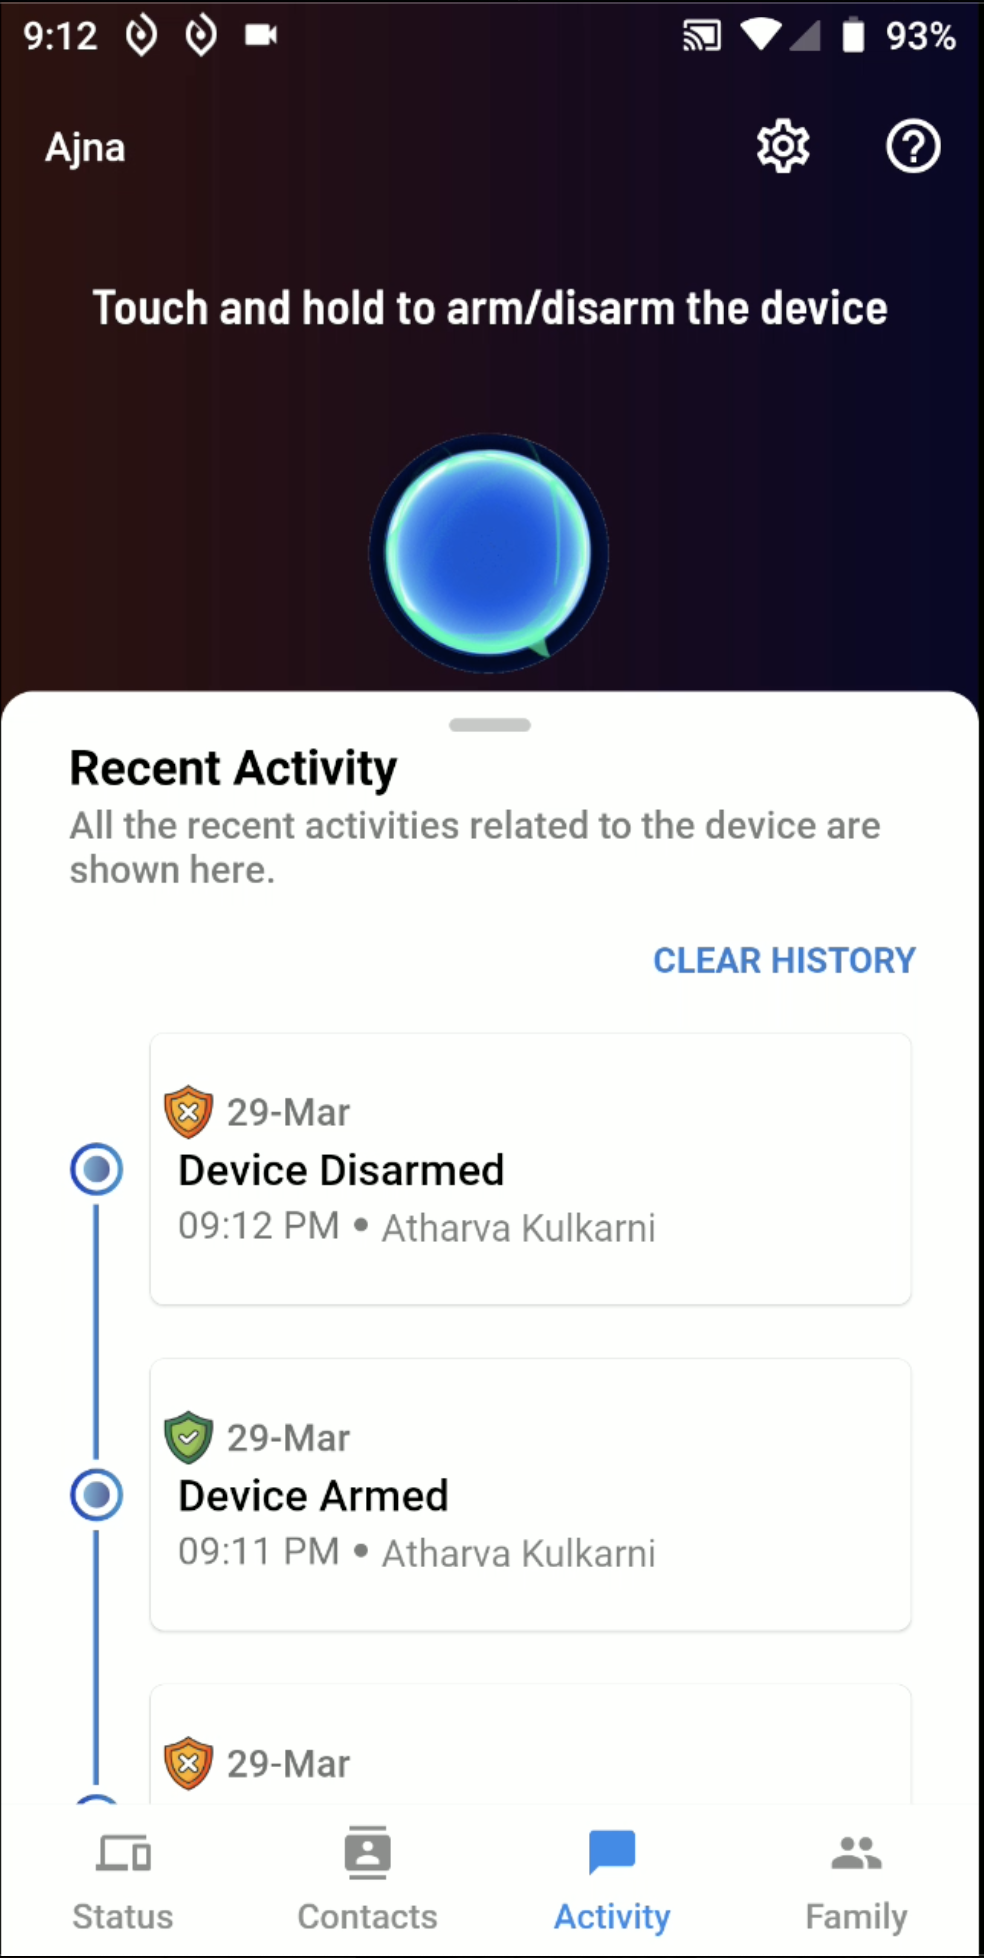 9:12 93%
Ajna
Touch and hold to arm/disarm the device
Recent Activity
All the recent activities related to the device are
shown here.
CLEAR HISTORY
29-Mar
Device Disarmed
09:12 PM • Atharva Kulkarni
29-Mar
Device Armed
09:11 PM • Atharva Kulkarni
29-Mar
Status Contacts Activity Family